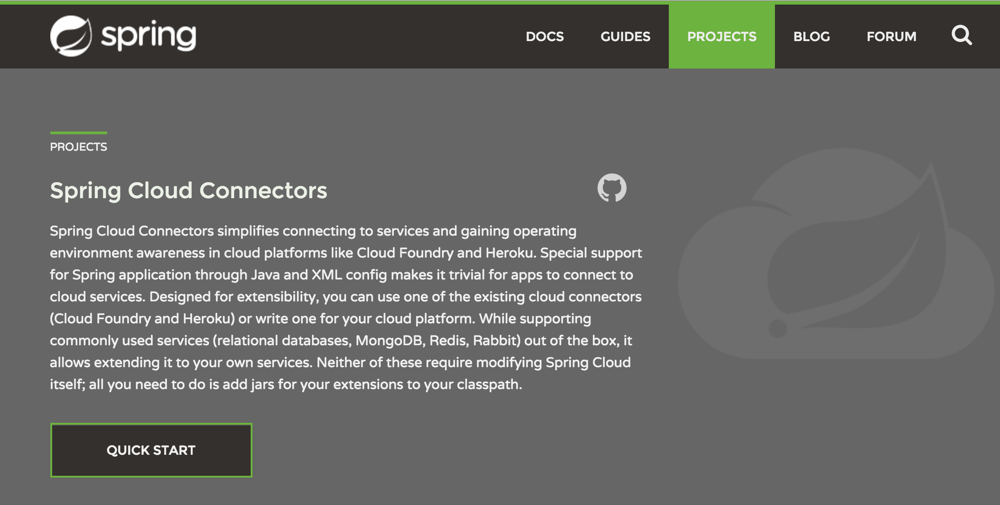 spring
DOCS GUIDES PROJECTS BLOG FORUM
PROJECTS
Spring Cloud Connectors
Spring Cloud Connectors simplifies connecting to services and gaining operating
environment awareness in cloud platforms like Cloud Foundry and Heroku. Special support
for Spring application through Java and XML config makes it trivial for apps to connect to
cloud services. Designed for extensibility, you can use one of the existing cloud connectors
(Cloud Foundry and Heroku) or write one for your cloud platform. While supporting
commonly used services (relational databases, MongoDB, Redis, Rabbit) out of the box, it
allows extending it to your own services. Neither of these require modifying Spring Cloud
itself; all you need to do is add jars for your extensions to your classpath.
QUICK START